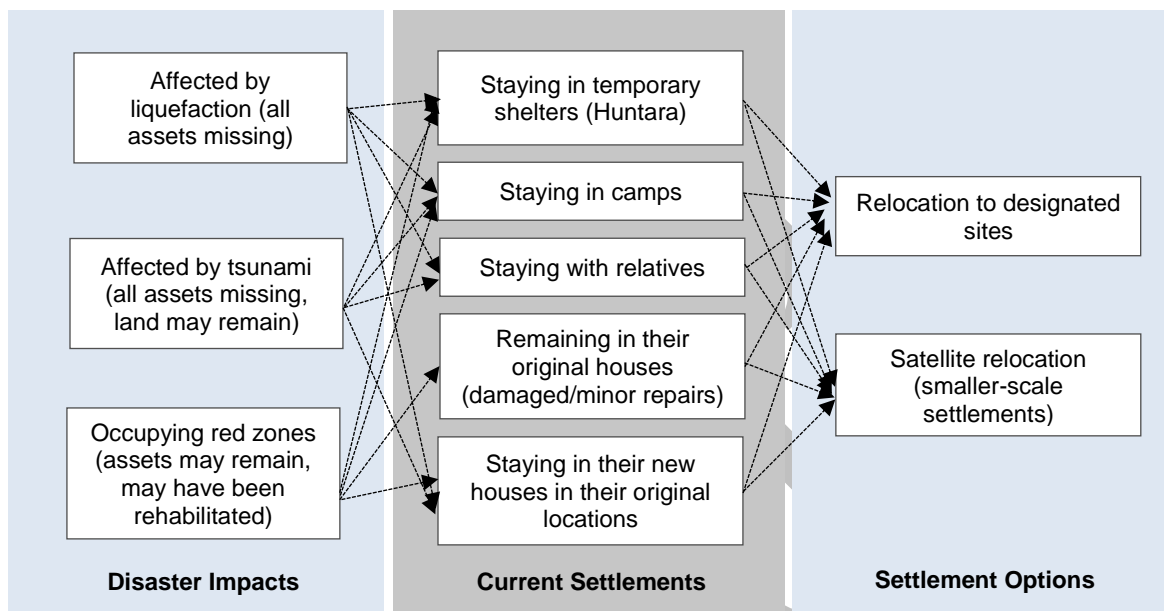 Affected by
liquefaction (all
assets missing)
Affected by tsunami
(all assets missing,
land may remain)
Occupying red zones
(assets may remain,
may have been
rehabilitated)
Disaster Impacts
Staying in temporary
shelters (Huntara)
Staying in camps
Staying with relatives
Remaining in their
original houses
(damaged/minor repairs)
Staying in their new
houses in their original
locations
Current Settlements
Relocation to designated
sites
Satellite relocation
(smaller-scale
settlements)
Settlement Options